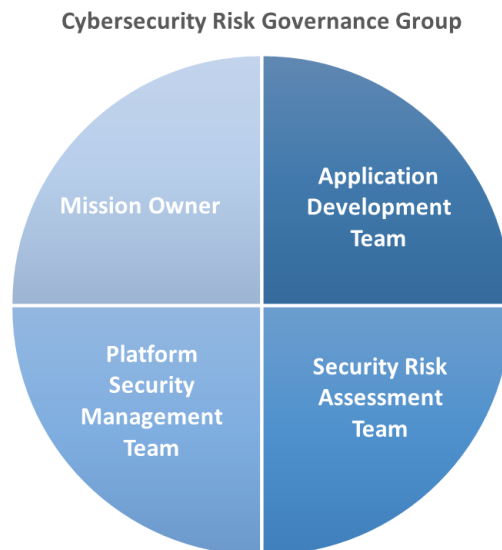 Cybersecurity Risk Governance Group
Mission Owner
Application
Development
Team
Platform
Security
Management
Team
Security Risk
Assessment
Team